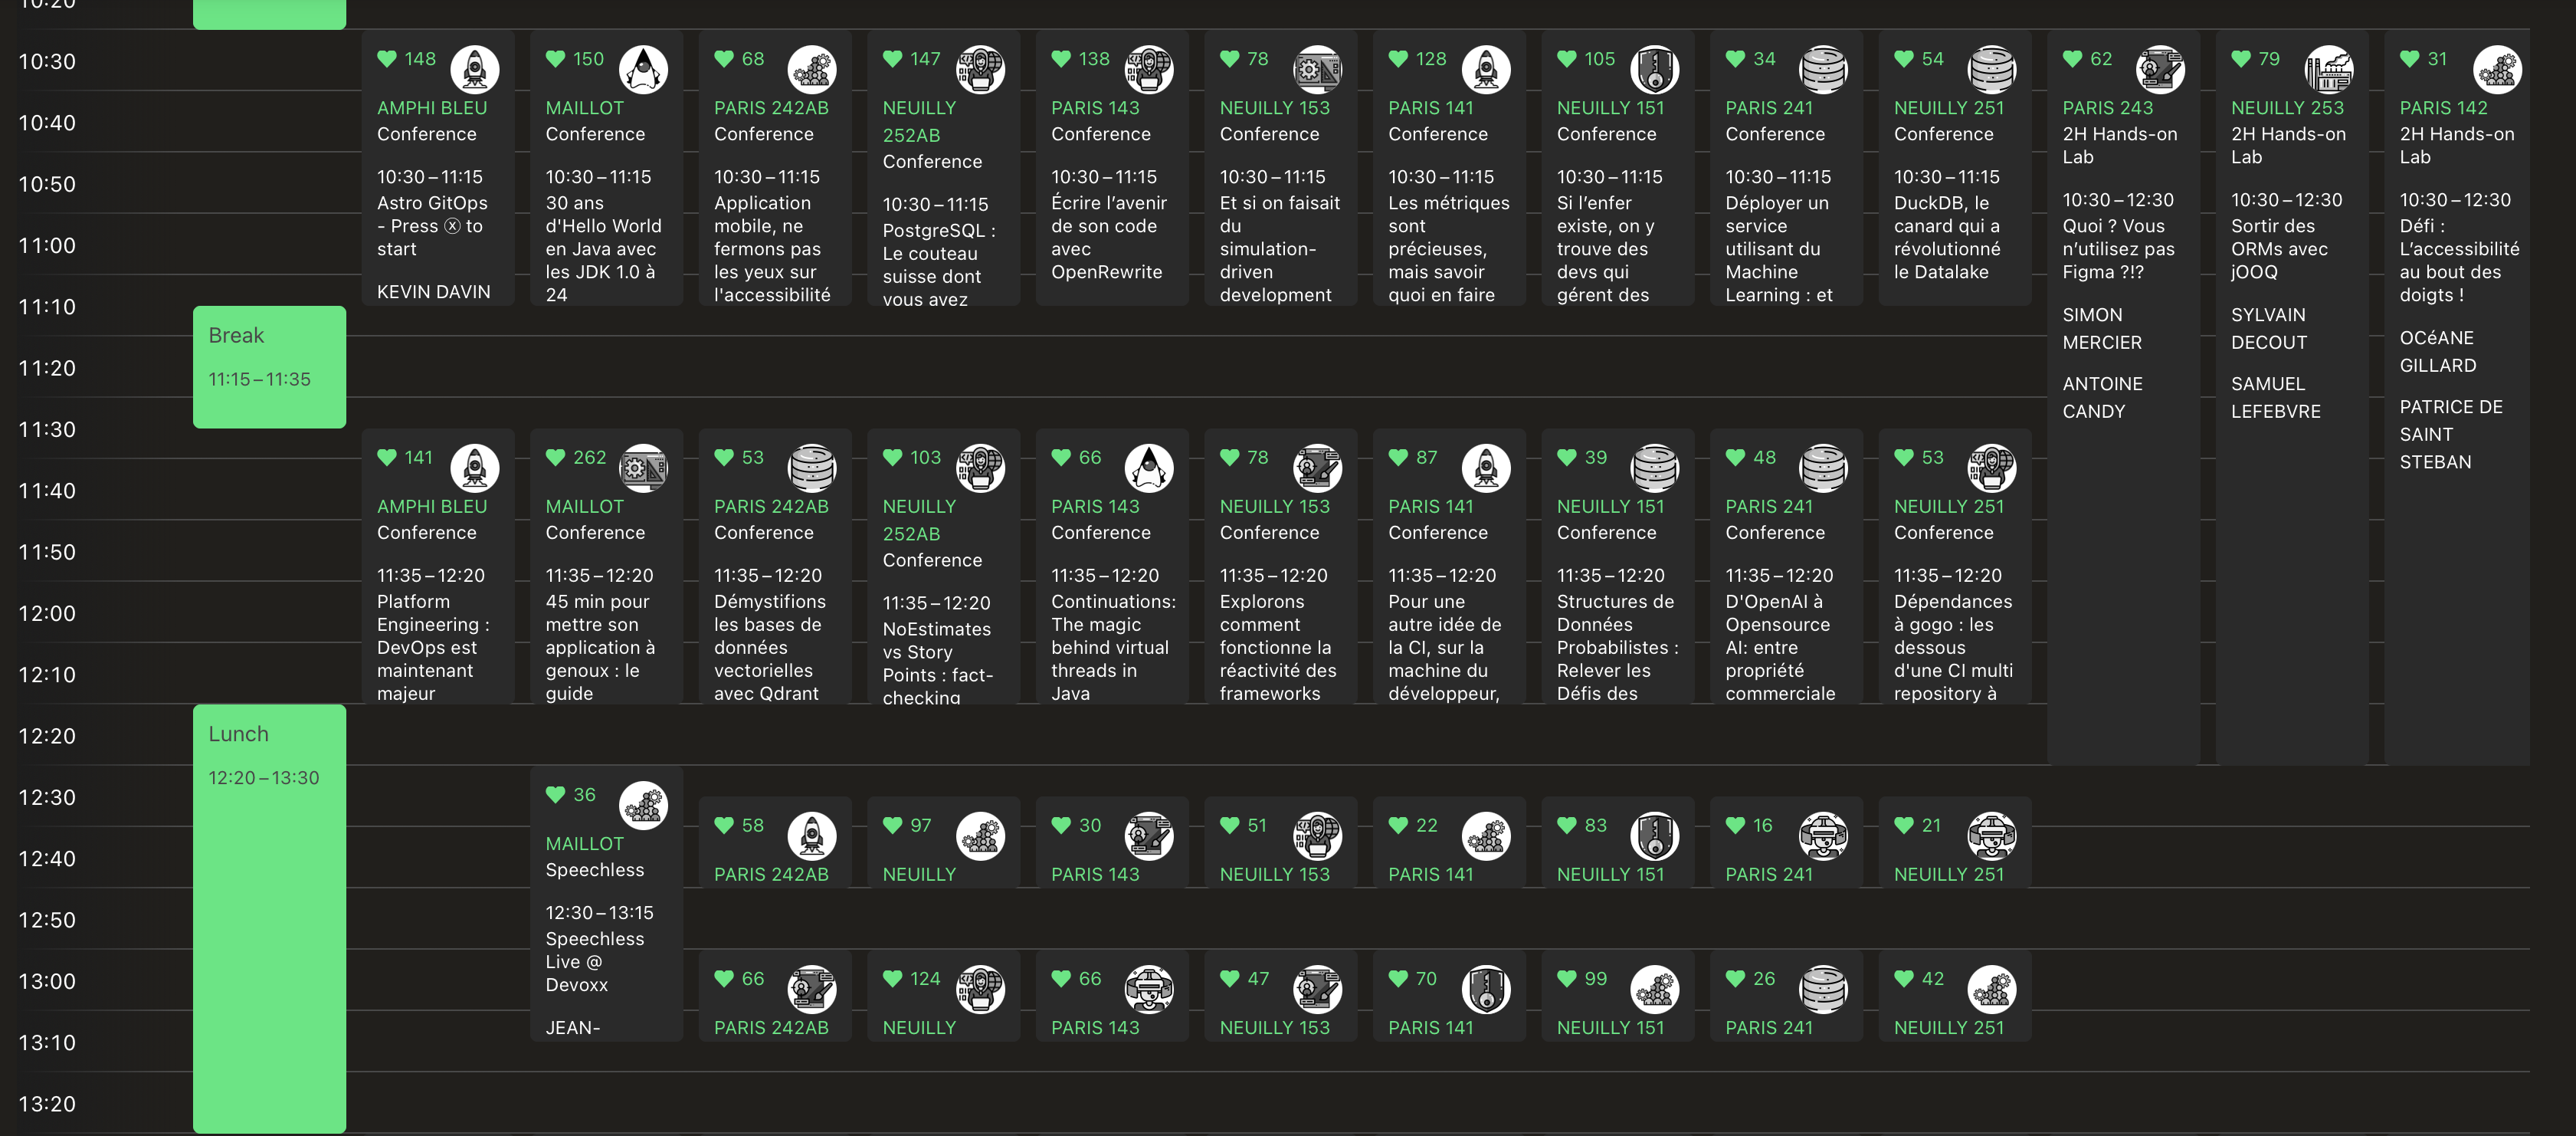 10:20
10:30
10:40
10:50
11:00
11:10
11:20
11:30
11:40
11:50
12:00
12:10
12:20
12:30
12:40
12:50
13:00
13:10
13:20
Break
11:15 – 11:35
Lunch
12:20 – 13:30
148
AMPHI BLEU
Conference
10:30 – 11:15
Astro GitOps
- Press ⓧ to
start
KEVIN DAVIN
150
MAILLOT
Conference
10:30 – 11:15
30 ans
d'Hello World
en Java avec
les JDK 1.0 à
24
68
PARIS 242AB
Conference
10:30 – 11:15
Application
mobile, ne
fermons pas
les yeux sur
l'accessibilité
147
NEUILLY
252AB
Conference
10:30 – 11:15
PostgreSQL :
Le couteau
suisse dont
vous avez
138
PARIS 143
Conference
10:30 – 11:15
Écrire l’avenir
de son code
avec
OpenRewrite
78
NEUILLY 153
Conference
10:30 – 11:15
Et si on faisait
du
simulation-
driven
development
128
PARIS 141
Conference
10:30 – 11:15
Les métriques
sont
précieuses,
mais savoir
quoi en faire
105
NEUILLY 151
Conference
10:30 – 11:15
Si l’enfer
existe, on y
trouve des
devs qui
gérent des
34
PARIS 241
Conference
10:30 – 11:15
Déployer un
service
utilisant du
Machine
Learning : et
54
NEUILLY 251
Conference
10:30 – 11:15
DuckDB, le
canard qui a
révolutionné
le Datalake
62
PARIS 243
2H Hands-on
Lab
10:30 – 12:30
Quoi ? Vous
n’utilisez pas
Figma ?!?
SIMON
MERCIER
ANTOINE
CANDY
79
NEUILLY 253
2H Hands-on
Lab
10:30 – 12:30
Sortir des
ORMs avec
jOOQ
SYLVAIN
DECOUT
SAMUEL
LEFEBVRE
31
PARIS 142
2H Hands-on
Lab
10:30 – 12:30
Défi :
L’accessibilité
au bout des
doigts !
OCéANE
GILLARD
PATRICE DE
SAINT
STEBAN
141
AMPHI BLEU
Conference
11:35 – 12:20
Platform
Engineering :
DevOps est
maintenant
majeur
262
MAILLOT
Conference
11:35 – 12:20
45 min pour
mettre son
application à
genoux : le
guide
53
PARIS 242AB
Conference
11:35 – 12:20
Démystifions
les bases de
données
vectorielles
avec Qdrant
103
NEUILLY
252AB
Conference
11:35 – 12:20
NoEstimates
vs Story
Points : fact-
checking
66
PARIS 143
Conference
11:35 – 12:20
Continuations:
The magic
behind virtual
threads in
Java
78
NEUILLY 153
Conference
11:35 – 12:20
Explorons
comment
fonctionne la
réactivité des
frameworks
87
PARIS 141
Conference
11:35 – 12:20
Pour une
autre idée de
la CI, sur la
machine du
développeur,
39
NEUILLY 151
Conference
11:35 – 12:20
Structures de
Données
Probabilistes :
Relever les
Défis des
48
PARIS 241
Conference
11:35 – 12:20
D'OpenAI à
Opensource
AI: entre
propriété
commerciale
53
NEUILLY 251
Conference
11:35 – 12:20
Dépendances
à gogo : les
dessous
d'une CI multi
repository à
36
MAILLOT
Speechless
12:30 – 13:15
Speechless
Live @
Devoxx
JEAN-
58
PARIS 242AB
97
NEUILLY
30
PARIS 143
51
NEUILLY 153
22
PARIS 141
83
NEUILLY 151
16
PARIS 241
21
NEUILLY 251
66
PARIS 242AB
124
NEUILLY
66
PARIS 143
47
NEUILLY 153
70
PARIS 141
99
NEUILLY 151
26
PARIS 241
42
NEUILLY 251